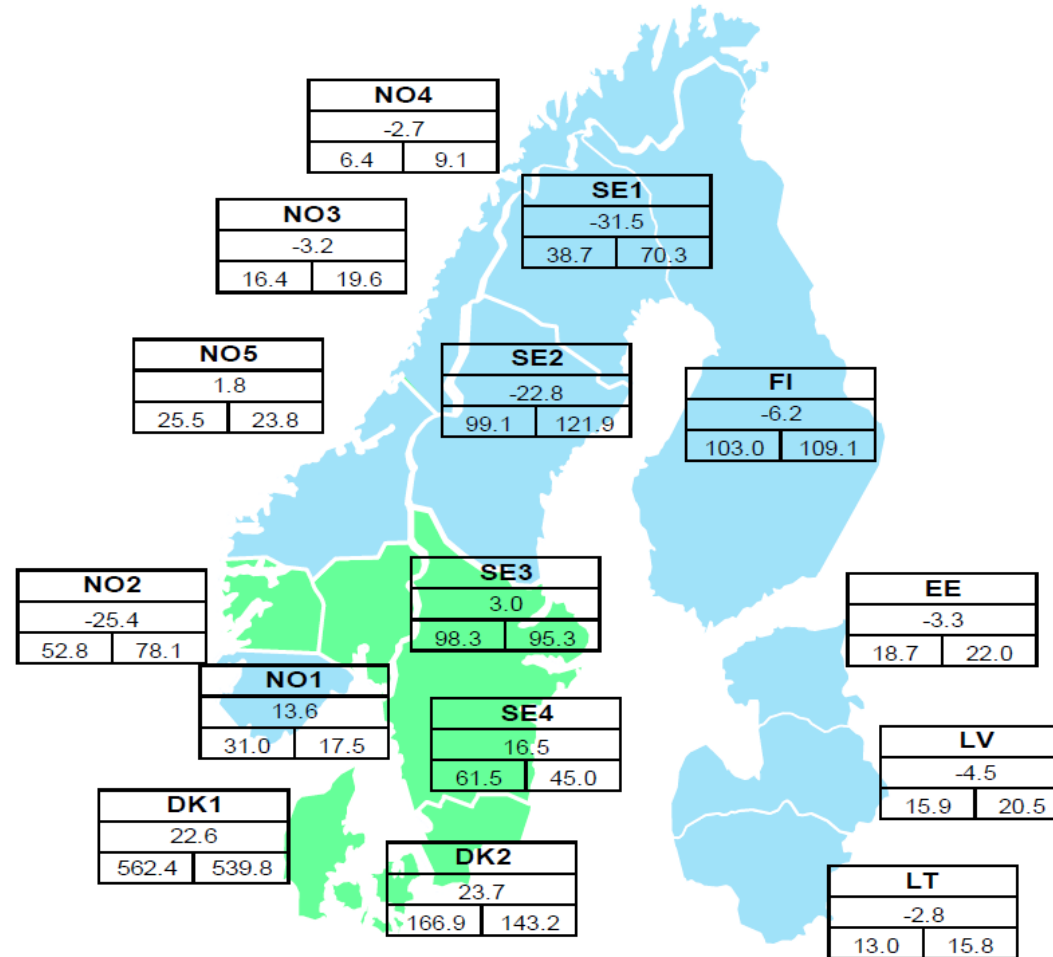 NO4
-2.7
6.4 9.1
SE1
-31.5
38.7 70.3
NO3
-3.2
16.4 19.6
NO5
1.8
25.5 23.8
SE2
-22.8
99.1 121.9
FI
-6.2
103.0 109.1
SE3
3.0
98.3 95.3
NO2
-25.4
52.8 78.1
EE
-3.3
18.7 22.0
NO1
13.6
31.0 17.5
SE4
16.5
61.5 45.0
LV
-4.5
15.9 20.5
DK1
22.6
562.4 539.8
DK2
23.7
166.9 143.2
LT
-2.8
13.0 15.8